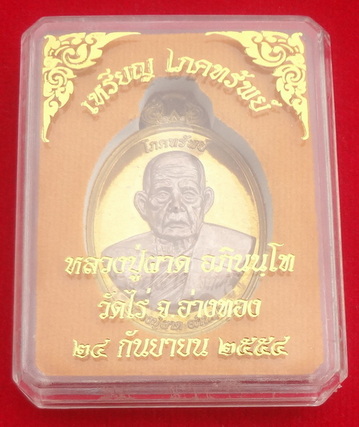 เหรียญ โภคทรัพย์
โภคทรัพย์
หลวงปู่ผาด อภินนฺโท
วัดไร่ จ.อ่างทอง
๒๔ กันยายน ๒๕๕๔